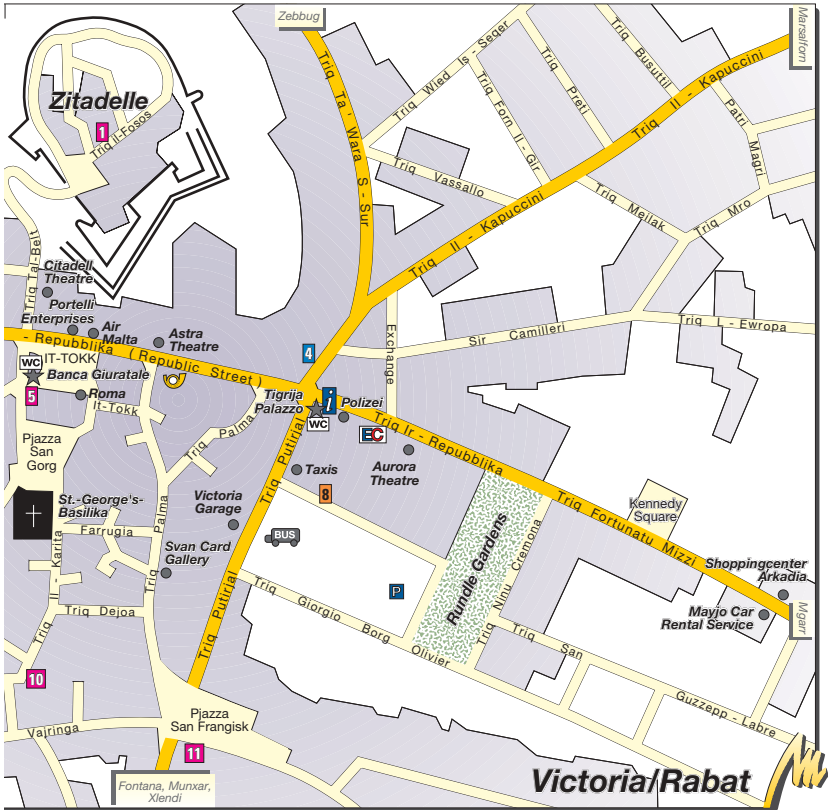 Zebbug
Marsalforn
Triq Wied Is - Seqer
Triq Busuttil
Triq Ta' Wara S - Sur
Triq Preti
Triq Il - Kapuccini
Zitadelle
1
Triq Il-Fosos
Triq Forn Il - Gir
Patri Magri
Triq Vassallo
Triq Meilak
Triq Mro
Triq Il - Kapuccini
Triq Tal-Belt
Citadell
Theatre
Portelli
Enterprises
Air
Malta
Astra
Theatre
Exchange
Sir Camilleri
Triq L - Ewropa
4
- Repubblika (Republic Street)
WC
IT-TOKK
Banca Giuratale
5
Roma
It-Tokk
Tigrija
Palazzo
i
Polizei
WC
EC
Triq Ir - Repubblika
Aurora
Theatre
Triq Palma
Triq Putirjal
Pjazza
San
Gorg
Taxis
8
St.-George's-
Basilika
Victoria
Garage
Triq Palma
Farrugia
BUS
Svan Card
Gallery
Triq Fortunatu Mizzi
Kennedy
Square
Rundle Gardens
Triq Ninu Cremona
P
Shoppingcenter
Arkadia
Mayjo Car
Rental Service
Mgarr
Triq Il - Karita
Triq Dejoa
Triq Putirjal
Triq Giorgio Borg Olivier
Triq San Guzzepp - Labre
10
Vajringa
Pjazza
San Frangisk
11
Fontana, Munxar,
Xlendi
Victoria/Rabat